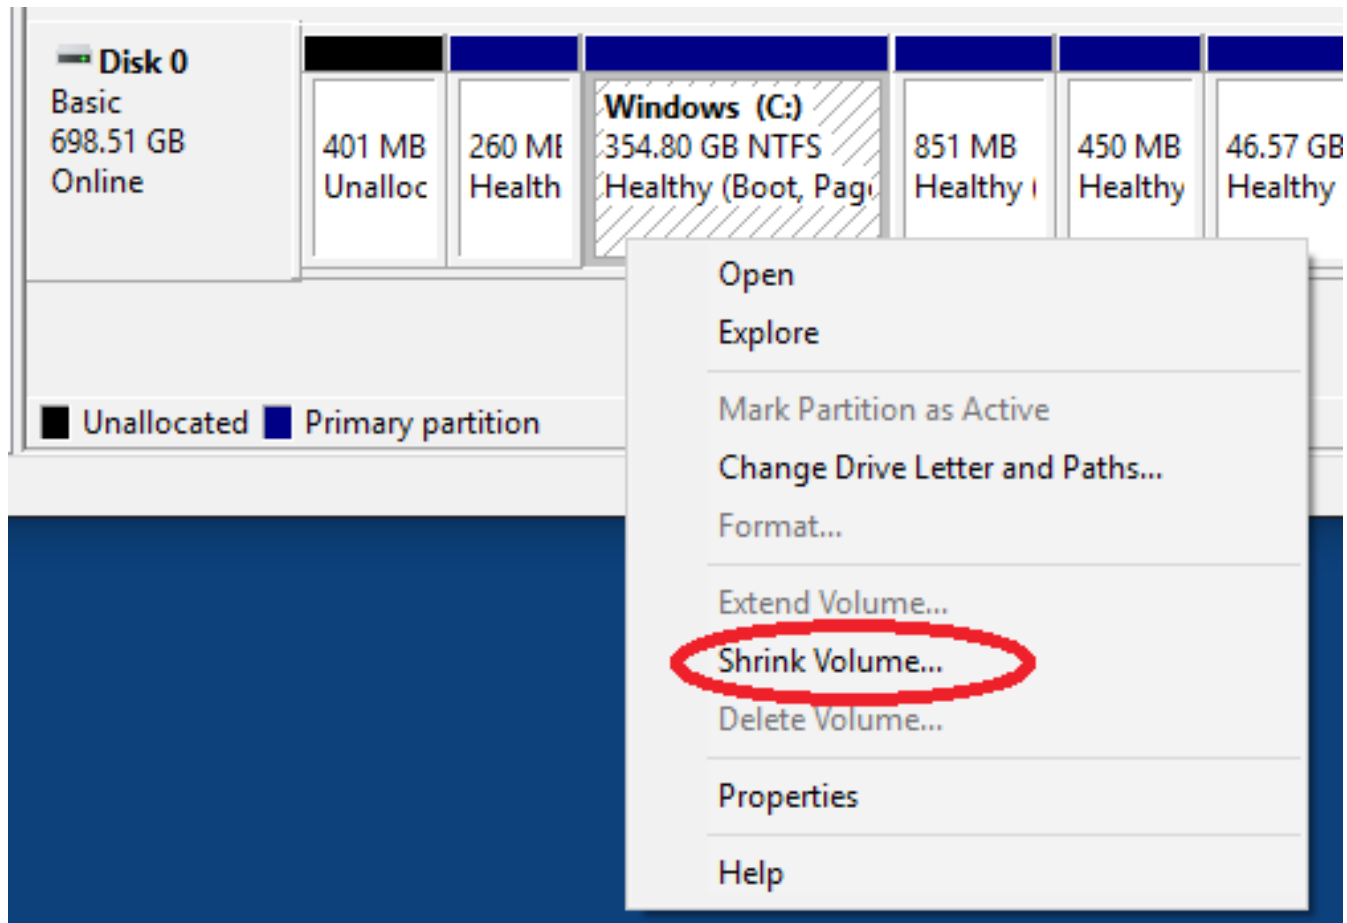 Disk 0
Basic
698.51 GB
Online
401 MB
Unalloc
260 ME
Health
Windows (C:)
354.80 GB NTFS
Healthy (Boot, Page
851 MB
Healthy (
450 MB
Healthy
46.57 GB
Healthy
Unallocated
Primary partition
Open
Explore
Mark Partition as Active
Change Drive Letter and Paths...
Format...
Extend Volume...
Shrink Volume...
Delete Volume...
Properties
Help